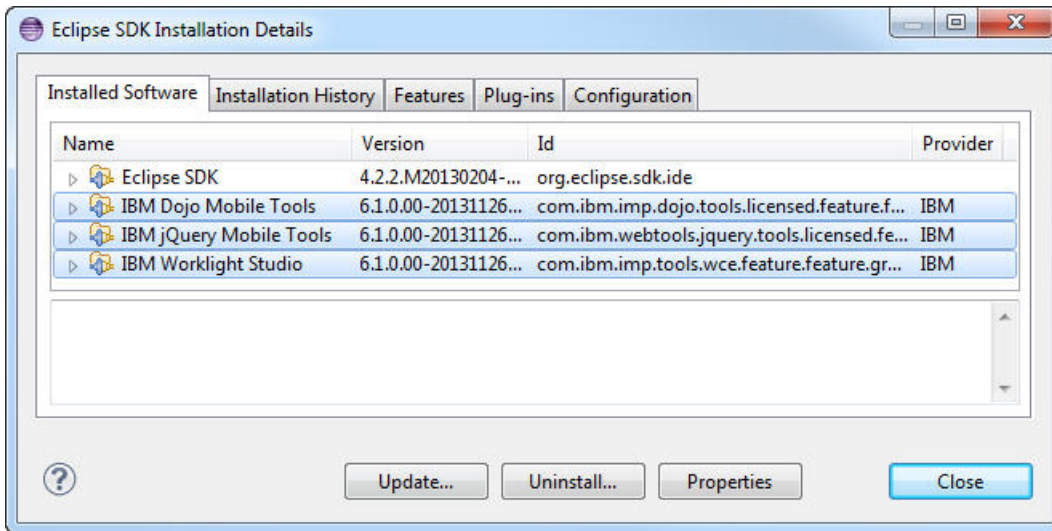 Eclipse SDK Installation Details
Installed Software Installation History Features Plug-ins Configuration
Name Version Id Provider
Eclipse SDK 4.2.2.M20130204-... org.eclipse.sdk.ide
IBM Dojo Mobile Tools 6.1.0.00-20131126... com.ibm.imp.dojo.tools.licensed.feature.f... IBM
IBM jQuery Mobile Tools 6.1.0.00-20131126... com.ibm.webtools.jquery.tools.licensed.fe... IBM
IBM Worklight Studio 6.1.0.00-20131126... com.ibm.imp.tools.wce.feature.feature.gr... IBM
? Update... Uninstall... Properties Close